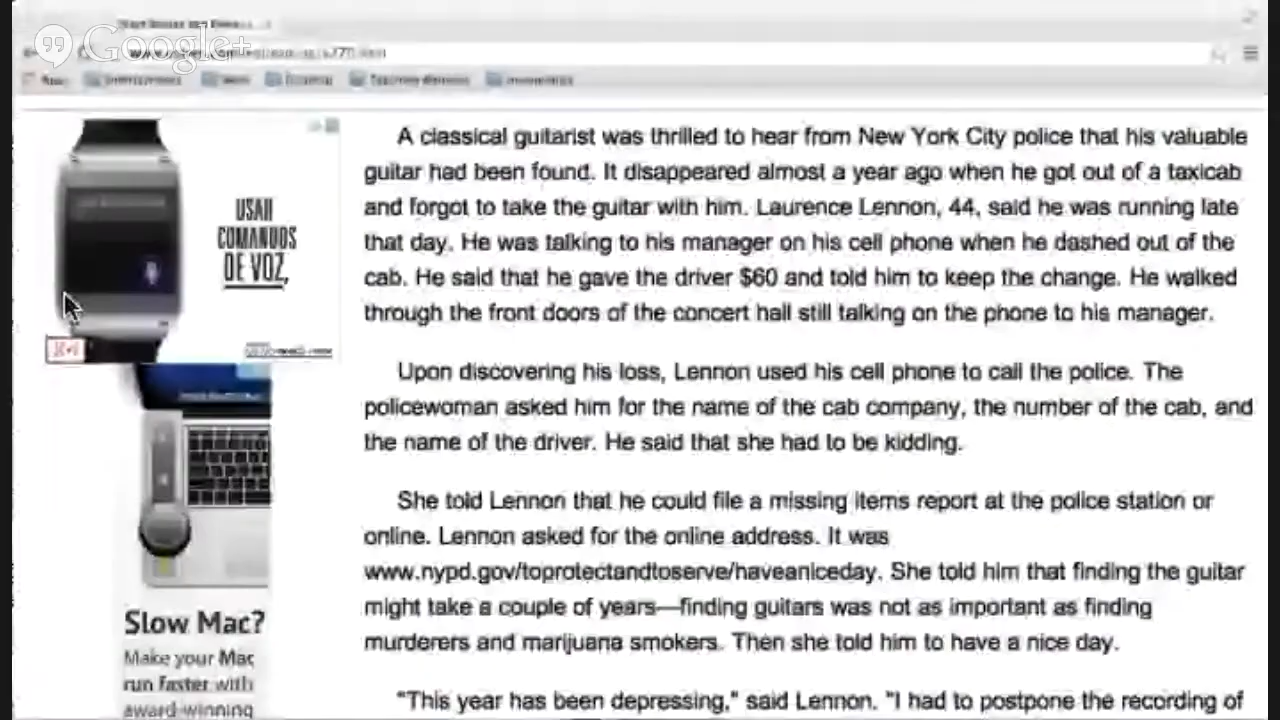 Google+
USAR
COMANDOS
DE VOZ,
Slow Mac?
Make your Mac
run faster with
award-winning
A classical guitarist was thrilled to hear from New York City police that his valuable
guitar had been found. It disappeared almost a year ago when he got out of a taxicab
and forgot to take the guitar with him. Laurence Lennon, 44, said he was running late
that day. He was talking to his manager on his cell phone when he dashed out of the
cab. He said that he gave the driver $60 and told him to keep the change. He walked
through the front doors of the concert hall still talking on the phone to his manager.
Upon discovering his loss, Lennon used his cell phone to call the police. The
policewoman asked him for the name of the cab company, the number of the cab, and
the name of the driver. He said that she had to be kidding.
She told Lennon that he could file a missing items report at the police station or
online. Lennon asked for the online address. It was
www.nypd.gov/toprotectandtoserve/haveaniceday. She told him that finding the guitar
might take a couple of years—finding guitars was not as important as finding
murderers and marijuana smokers. Then she told him to have a nice day.
"This year has been depressing," said Lennon. "I had to postpone the recording of